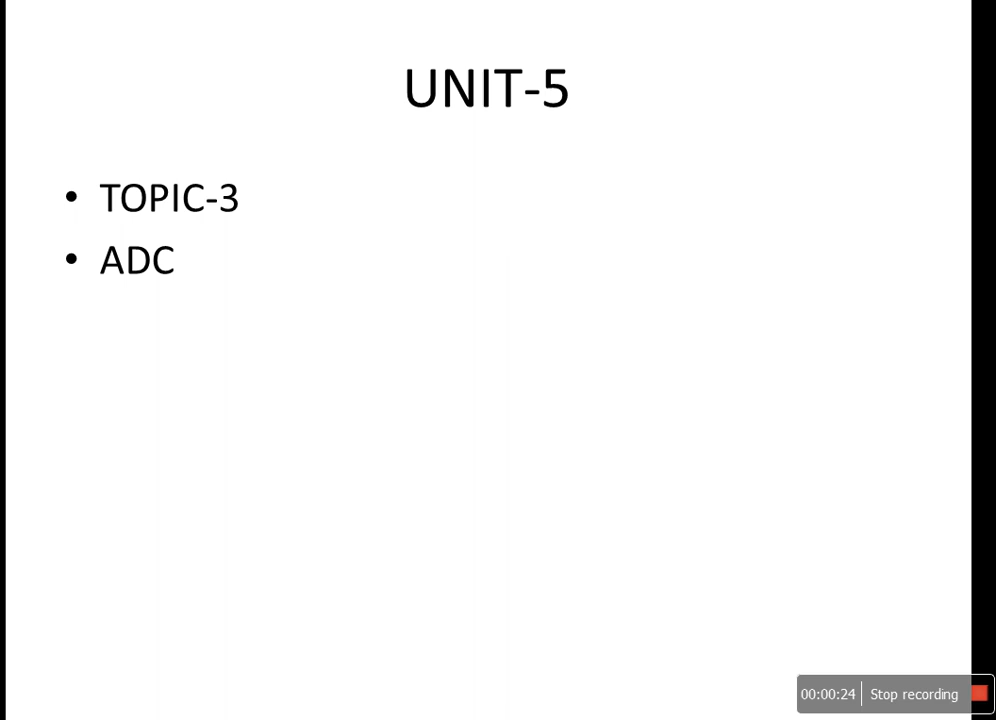 UNIT-5
• TOPIC-3
• ADC
00:00:24 Stop recording